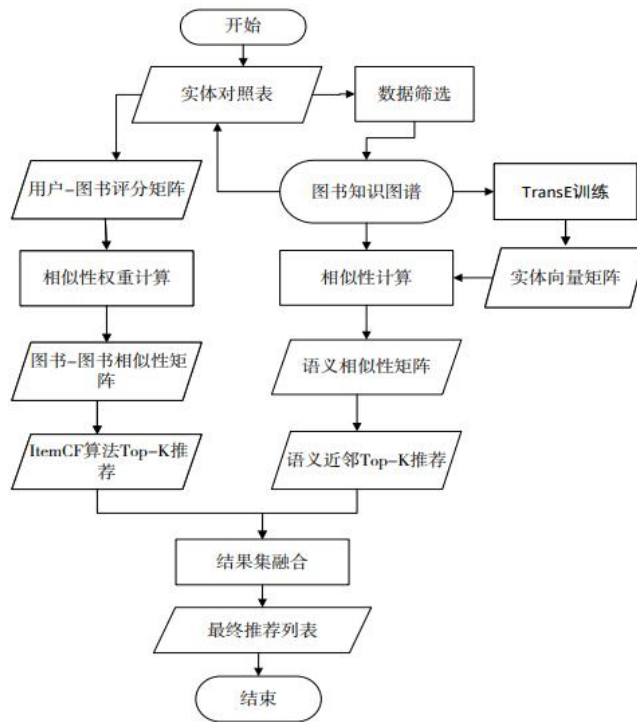 开始
实体对照表
数据筛选
用户-图书评分矩阵
图书知识图谱
TransE训练
相似性权重计算
相似性计算
实体向量矩阵
图书-图书相似性矩
阵
语义相似性矩阵
ItemCF算法Top-K推
荐
语义近邻Top-K推荐
结果集融合
最终推荐列表
结束